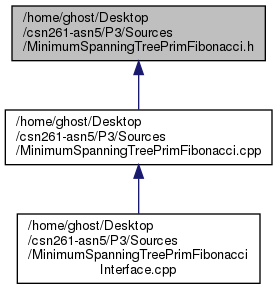 /home/ghost/Desktop
/csn261-asn5/P3/Sources
/MinimumSpanningTreePrimFibonacci.h
/home/ghost/Desktop
/csn261-asn5/P3/Sources
/MinimumSpanningTreePrimFibonacci.cpp
/home/ghost/Desktop
/csn261-asn5/P3/Sources
/MinimumSpanningTreePrimFibonacci
Interface.cpp